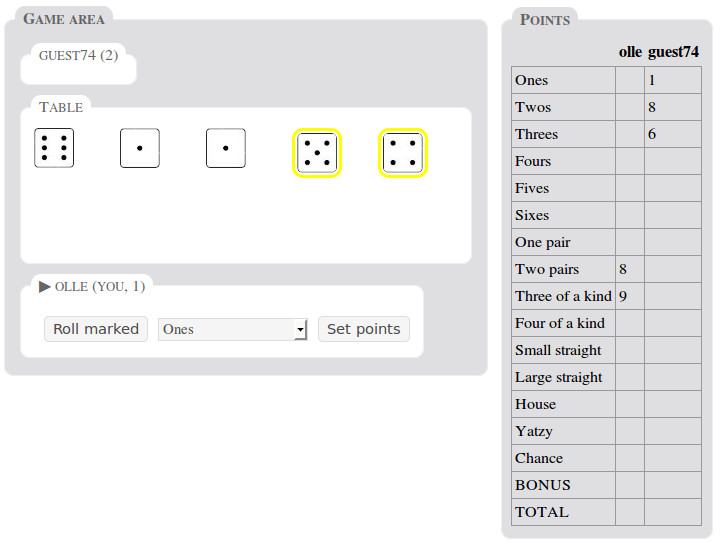 GAME AREA
GUEST74 (2)
TABLE
▶ OLLE (YOU, 1)
Roll marked Ones Set points
POINTS
olle guest74
Ones 1
Twos 8
Threes 6
Fours
Fives
Sixes
One pair
Two pairs 8
Three of a kind 9
Four of a kind
Small straight
Large straight
House
Yatzy
Chance
BONUS
TOTAL